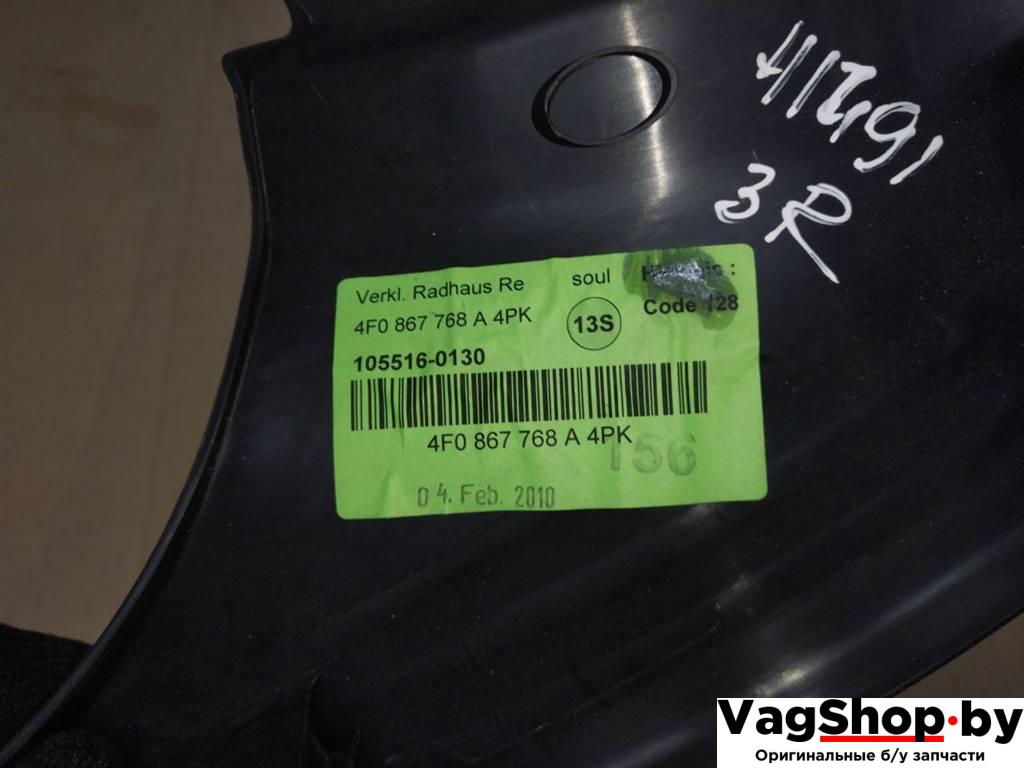 3R
Verkl. Radhaus Re
soul
4F0 867 768 A 4PK
13S
Code 128
105516-0130
4F0 867 768 A 4PK
156
04. Feb. 2010
VagShop.by
Оригинальные б/у запчасти